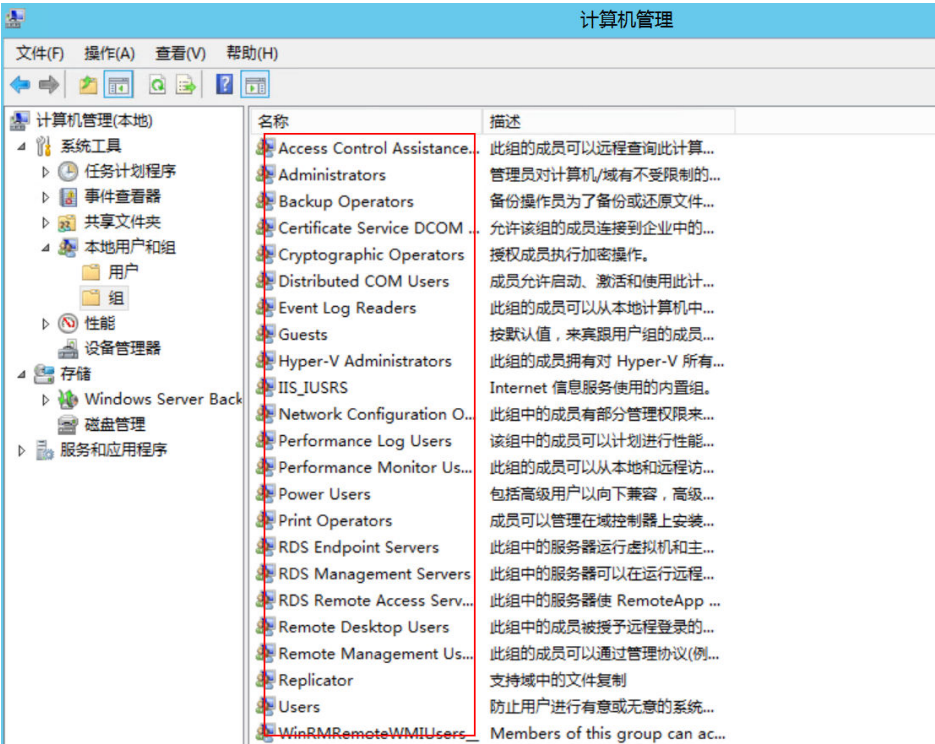 计算机管理
文件(F) 操作(A) 查看(V) 帮助(H)
计算机管理(本地)
系统工具
任务计划程序
事件查看器
共享文件夹
本地用户和组
用户
组
性能
设备管理器
存储
Windows Server Back
磁盘管理
服务和应用程序
名称 描述
Access Control Assistance... 此组的成员可以远程查询此计算...
Administrators 管理员对计算机/域有不受限制的...
Backup Operators 备份操作员为了备份或还原文件...
Certificate Service DCOM ... 允许该组的成员连接到企业中的...
Cryptographic Operators 授权成员执行加密操作。
Distributed COM Users 成员允许启动、激活和使用此计...
Event Log Readers 此组的成员可以从本地计算机中...
Guests 按默认值，来宾跟用户组的成员...
Hyper-V Administrators 此组的成员拥有对 Hyper-V 所有...
IIS_IUSRS Internet 信息服务使用的内置组。
Network Configuration O... 此组中的成员有部分管理权限来...
Performance Log Users 该组中的成员可以计划进行性能...
Performance Monitor Us... 此组的成员可以从本地和远程访...
Power Users 包括高级用户以向下兼容，高级...
Print Operators 成员可以管理在域控制器上安装...
RDS Endpoint Servers 此组中的服务器运行虚拟机和主...
RDS Management Servers 此组中的服务器可以在运行远程...
RDS Remote Access Serv... 此组中的服务器使 RemoteApp ...
Remote Desktop Users 此组中的成员被授予远程登录的...
Remote Management Us... 此组的成员可以通过管理协议(例...
Replicator 支持域中的文件复制
Users 防止用户进行有意或无意的系统...
WinRMRemoteWMIUsers__ Members of this group can ac...